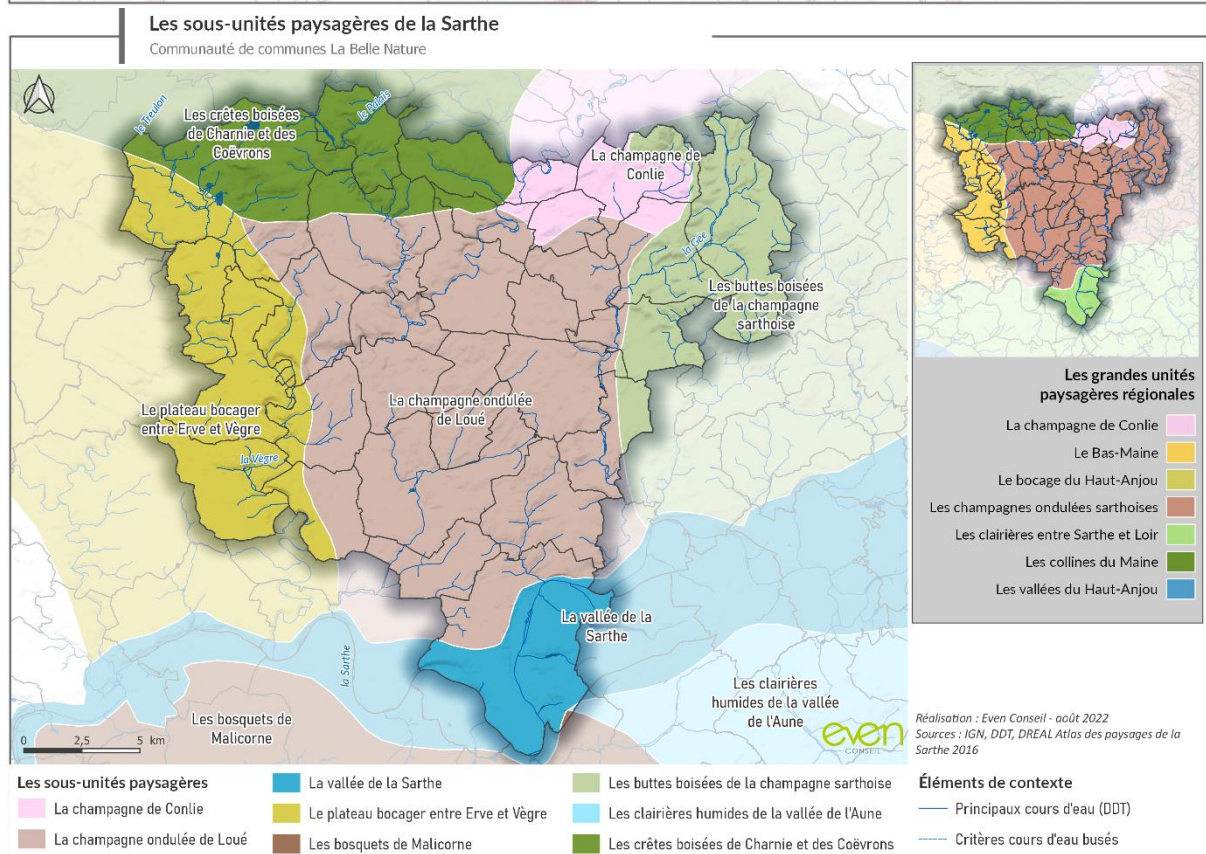 Les sous-unités paysagères de la Sarthe
Communauté de communes La Belle Nature
le Treulon
Les crêtes boisées
de Charnie et des
Coëvrons
le Palais
La champagne de
Conlie
la Gée
Les buttes boisées
de la champagne
sarthoise
Le plateau bocager
entre Erve et Vègre
la Vègre
La champagne ondulée
de Loué
La vallée de la
Sarthe
la Sarthe
Les bosquets de
Malicorne
Les clairières
humides de la vallée
de l'Aune
0 2,5 5 km
even
CONSEIL
Les grandes unités
paysagères régionales
La champagne de Conlie
Le Bas-Maine
Le bocage du Haut-Anjou
Les champagnes ondulées sarthoises
Les clairières entre Sarthe et Loir
Les collines du Maine
Les vallées du Haut-Anjou
Réalisation : Even Conseil - août 2022
Sources : IGN, DDT, DREAL Atlas des paysages de la
Sarthe 2016
Les sous-unités paysagères
La champagne de Conlie
La champagne ondulée de Loué
La vallée de la Sarthe
Le plateau bocager entre Erve et Vègre
Les bosquets de Malicorne
Les buttes boisées de la champagne sarthoise
Les clairières humides de la vallée de l'Aune
Les crêtes boisées de Charnie et des Coëvrons
Éléments de contexte
Principaux cours d'eau (DDT)
Critères cours d'eau busés